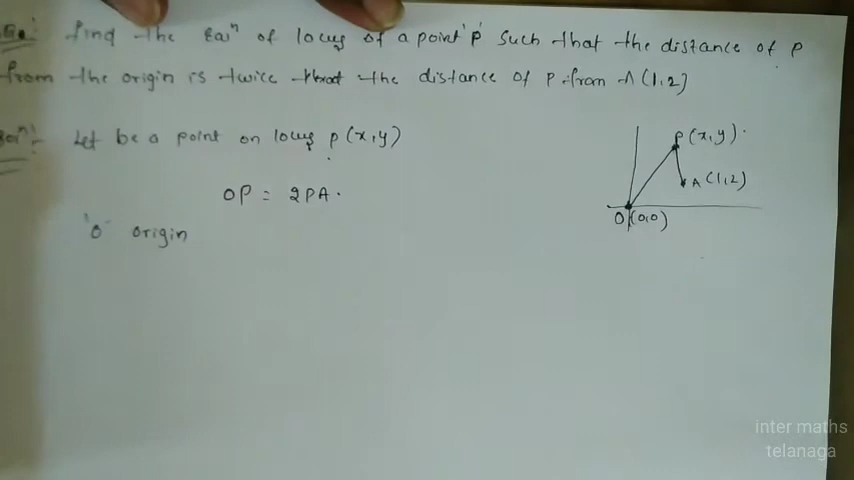 find the Eqn of locus of a point 'P' such that the distance of P
from the origin is twice the distance of P from A (1,2)
Soln:- Let be a point on locus P(x,y)
P(x,y).
A(1,2)
OP = 2PA.
O (0,0)
'O' origin
inter maths
telanaga